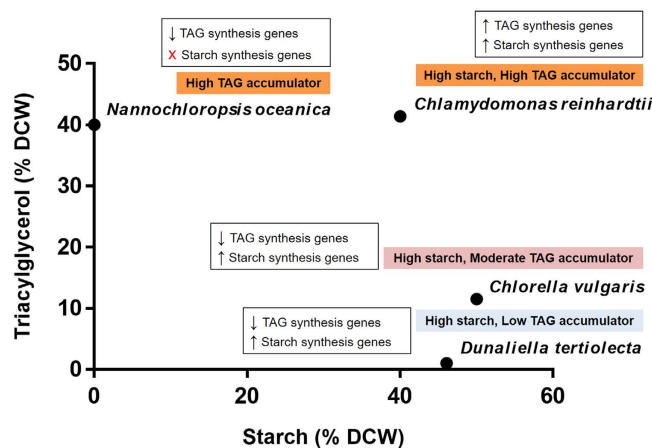 ↓ TAG synthesis genes
X Starch synthesis genes
High TAG accumulator
Nannochloropsis oceanica
↑ TAG synthesis genes
↑ Starch synthesis genes
High starch, High TAG accumulator
Chlamydomonas reinhardtii
↓ TAG synthesis genes
↑ Starch synthesis genes
High starch, Moderate TAG accumulator
Chlorella vulgaris
↓ TAG synthesis genes
↑ Starch synthesis genes
High starch, Low TAG accumulator
Dunaliella tertiolecta
Triacylglycerol (% DCW)
50
40
30
20
10
0
0
20
40
60
Starch (% DCW)